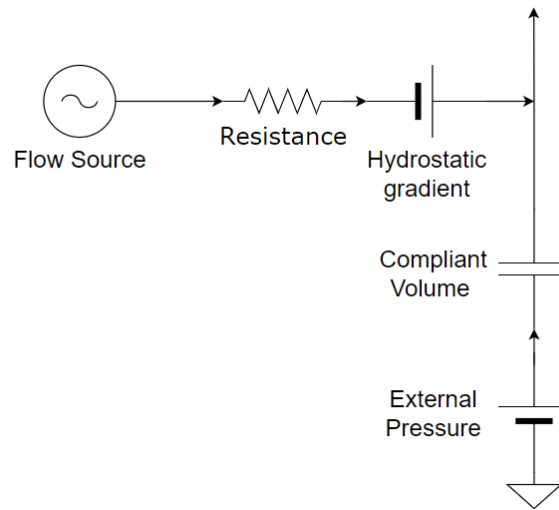 Flow Source
Resistance
Hydrostatic
gradient
Compliant
Volume
External
Pressure